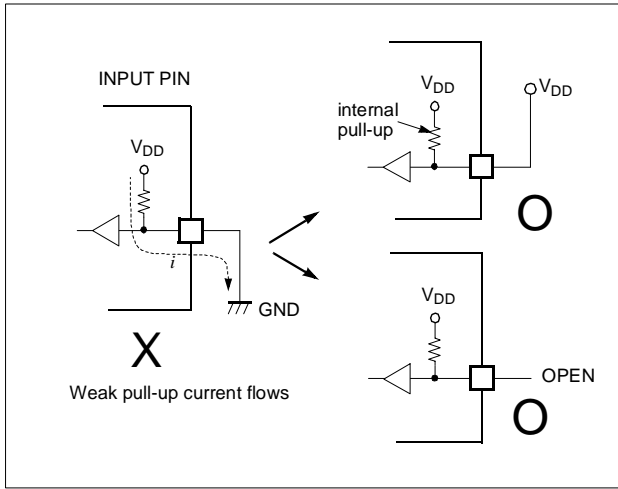 INPUT PIN
VDD
i
GND
X
Weak pull-up current flows
internal
pull-up
VDD
VDD
O
VDD
OPEN
O